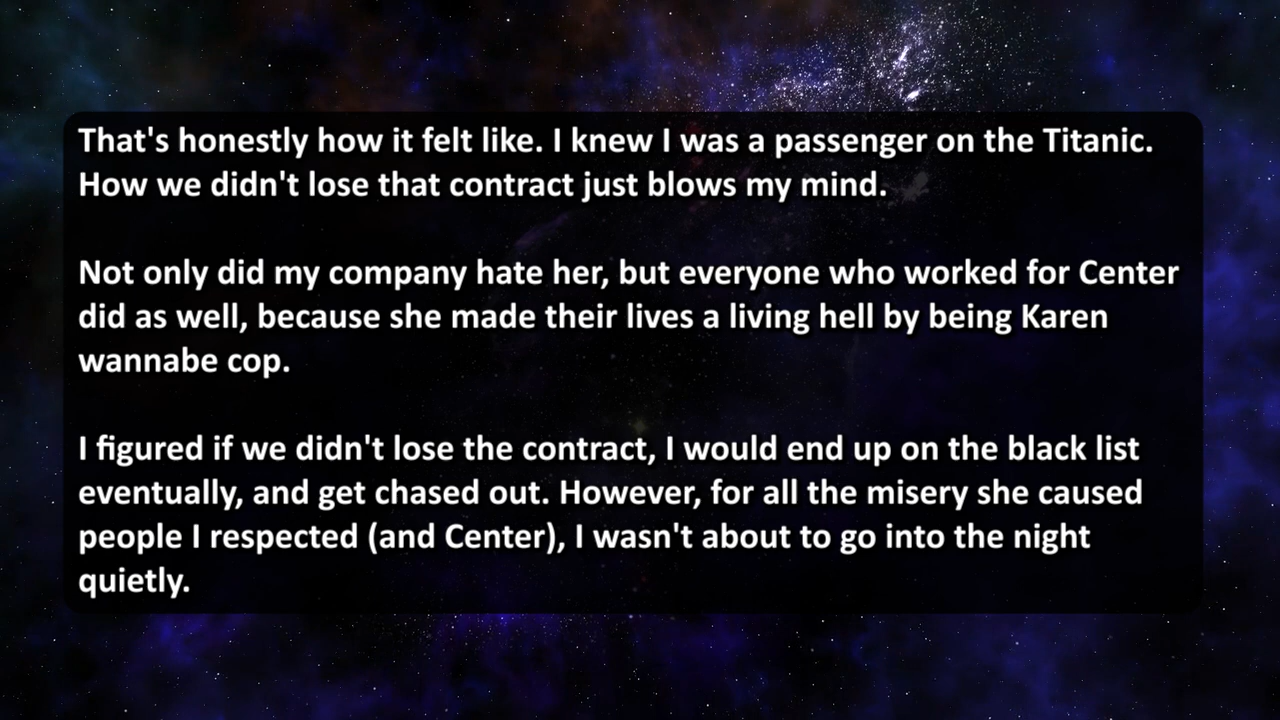 That's honestly how it felt like. I knew I was a passenger on the Titanic.
How we didn't lose that contract just blows my mind.
Not only did my company hate her, but everyone who worked for Center
did as well, because she made their lives a living hell by being Karen
wannabe cop.
I figured if we didn't lose the contract, I would end up on the black list
eventually, and get chased out. However, for all the misery she caused
people I respected (and Center), I wasn't about to go into the night
quietly.